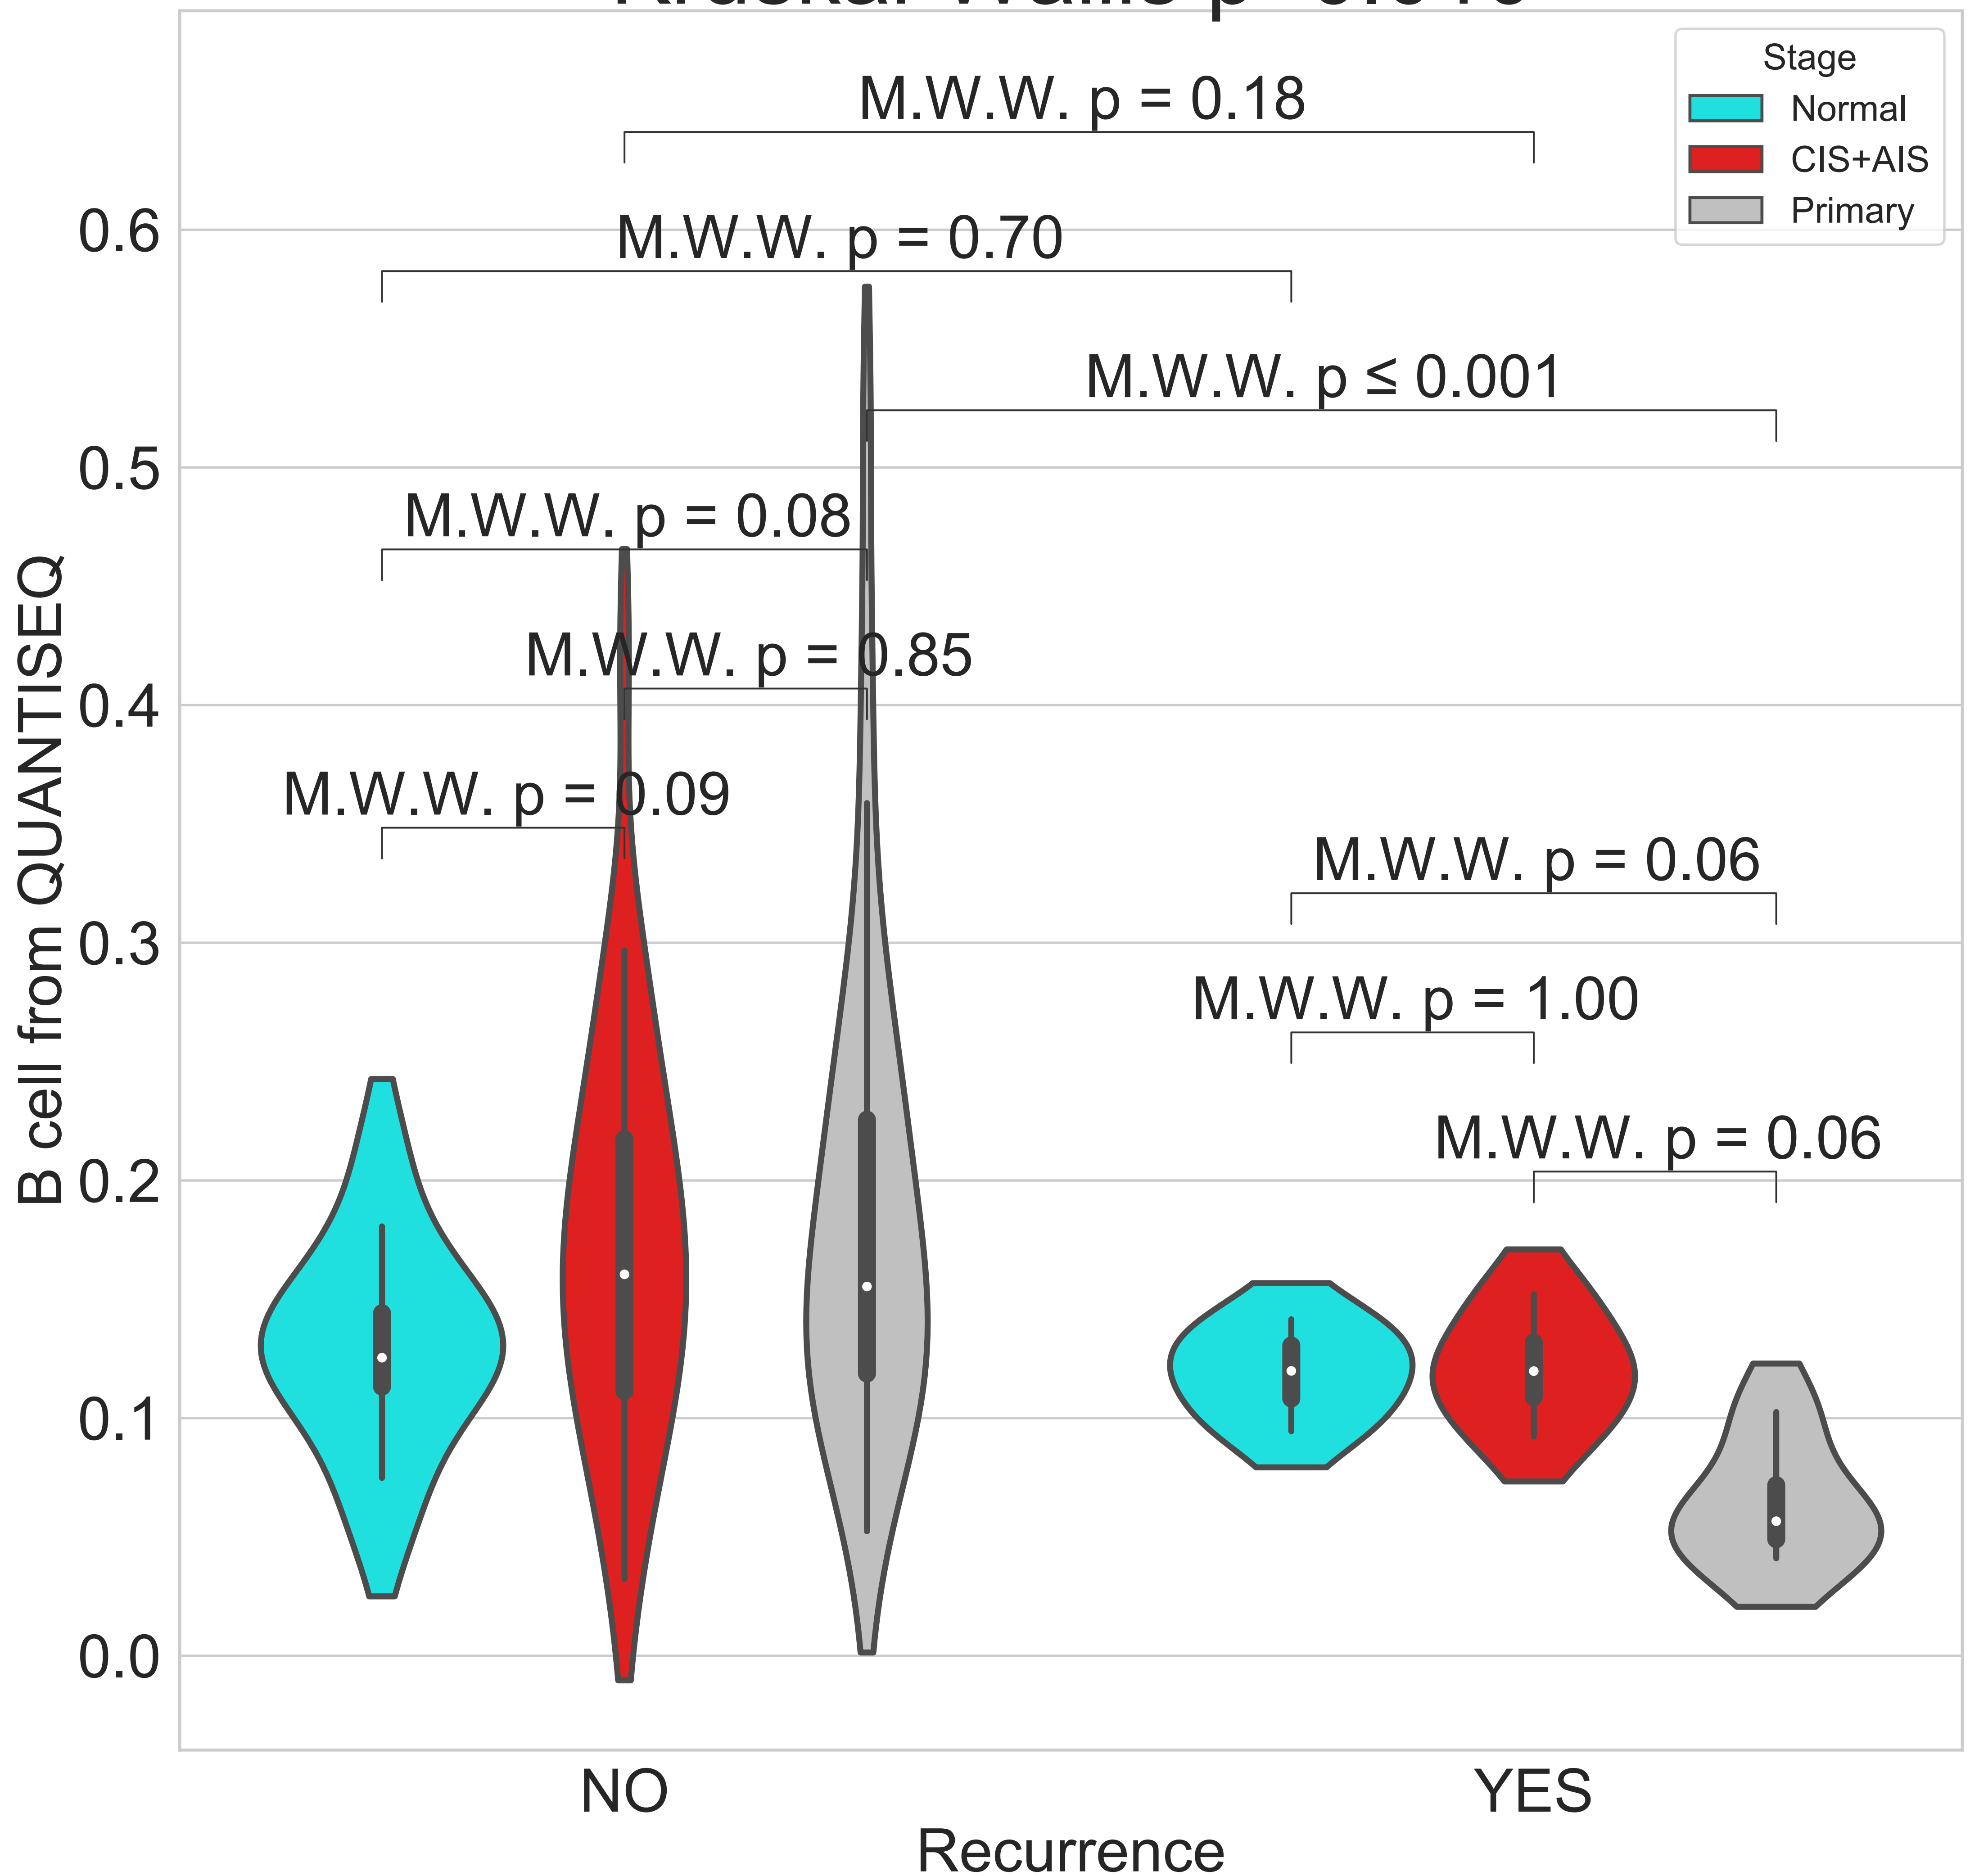 Stage
Normal
CIS+AIS
Primary
M.W.W. p = 0.18
M.W.W. p = 0.70
M.W.W. p ≤ 0.001
M.W.W. p = 0.08
M.W.W. p = 0.85
M.W.W. p = 0.09
M.W.W. p = 0.06
M.W.W. p = 1.00
M.W.W. p = 0.06
B cell from QUANTISEQ
0.6
0.5
0.4
0.3
0.2
0.1
0.0
NO
YES
Recurrence